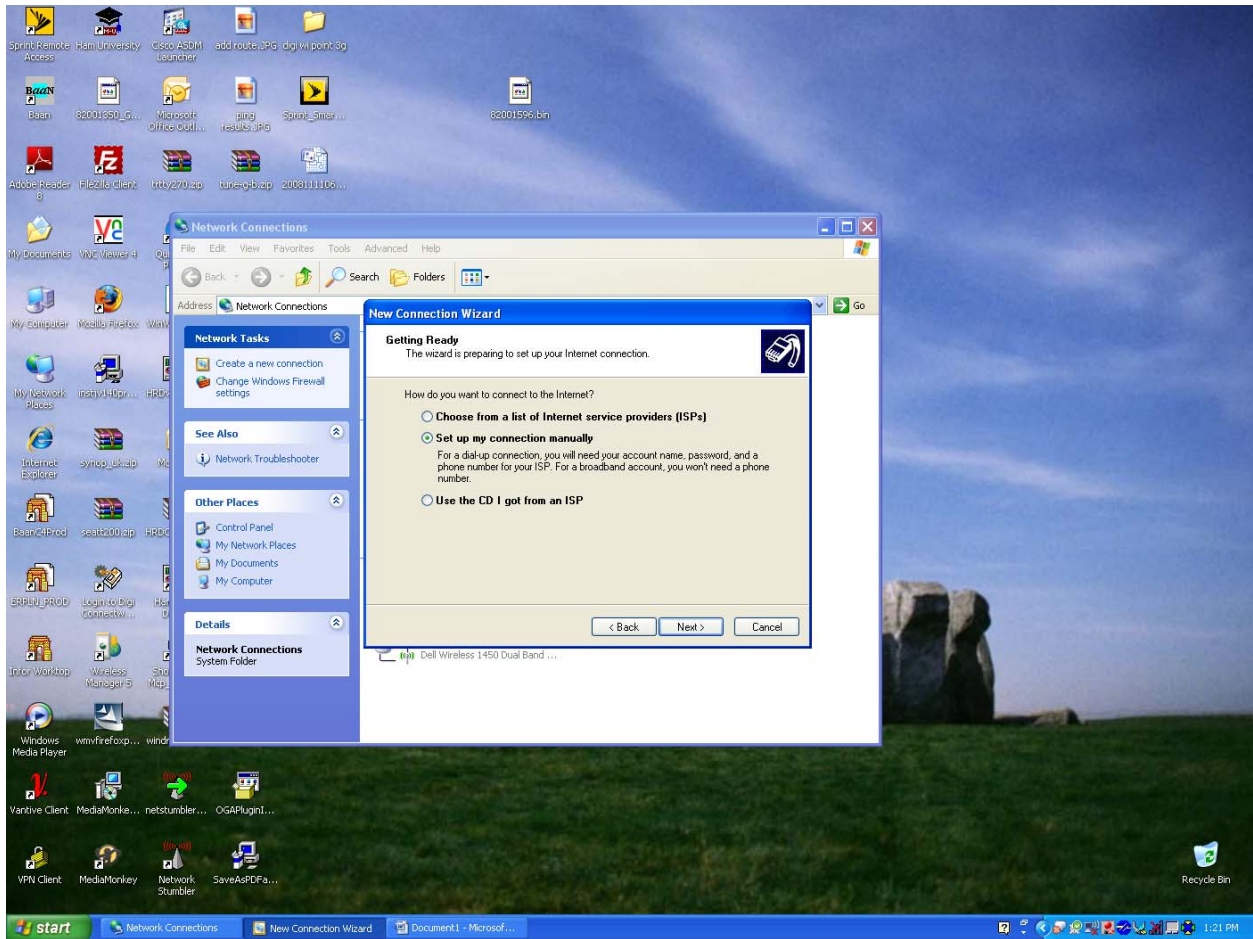 Sprint Remote Access
Ham University
Cisco ASDM Launcher
add route.JPG
digi wi point 3g
Baan
82001350_G...
Microsoft Office Outl...
ping results.JPG
Sprint_Smar...
82001596.bin
Adobe Reader 8
FileZilla Client
trtty270.zip
tune-g-b.zip
2008111106...
My Documents
VNC Viewer 4
My Computer
Mozilla Firefox
My Network Places
instjv140pr...
Internet Explorer
synop_uk.zip
BaanC4Prod
seatt200.zip
ERPLN_PROD
Login to Digi Connectw...
Infor Worktop
Wireless Manager 5
Windows Media Player
wmvfirefoxp...
Vantive Client
MediaMonke...
netstumbler...
OGAPluginI...
VPN Client
MediaMonkey
Network Stumbler
SaveAsPDFa...
Recycle Bin
Network Connections
File Edit View Favorites Tools Advanced Help
Back Search Folders
Address Network Connections Go
Network Tasks
Create a new connection
Change Windows Firewall settings
See Also
Network Troubleshooter
Other Places
Control Panel
My Network Places
My Documents
My Computer
Details
Network Connections
System Folder
Dell Wireless 1450 Dual Band ...
New Connection Wizard
Getting Ready
The wizard is preparing to set up your Internet connection.
How do you want to connect to the Internet?
Choose from a list of Internet service providers (ISPs)
Set up my connection manually
For a dial-up connection, you will need your account name, password, and a
phone number for your ISP. For a broadband account, you won't need a phone
number.
Use the CD I got from an ISP
< Back Next > Cancel
start
Network Connections
New Connection Wizard
Document1 - Microsof...
1:21 PM